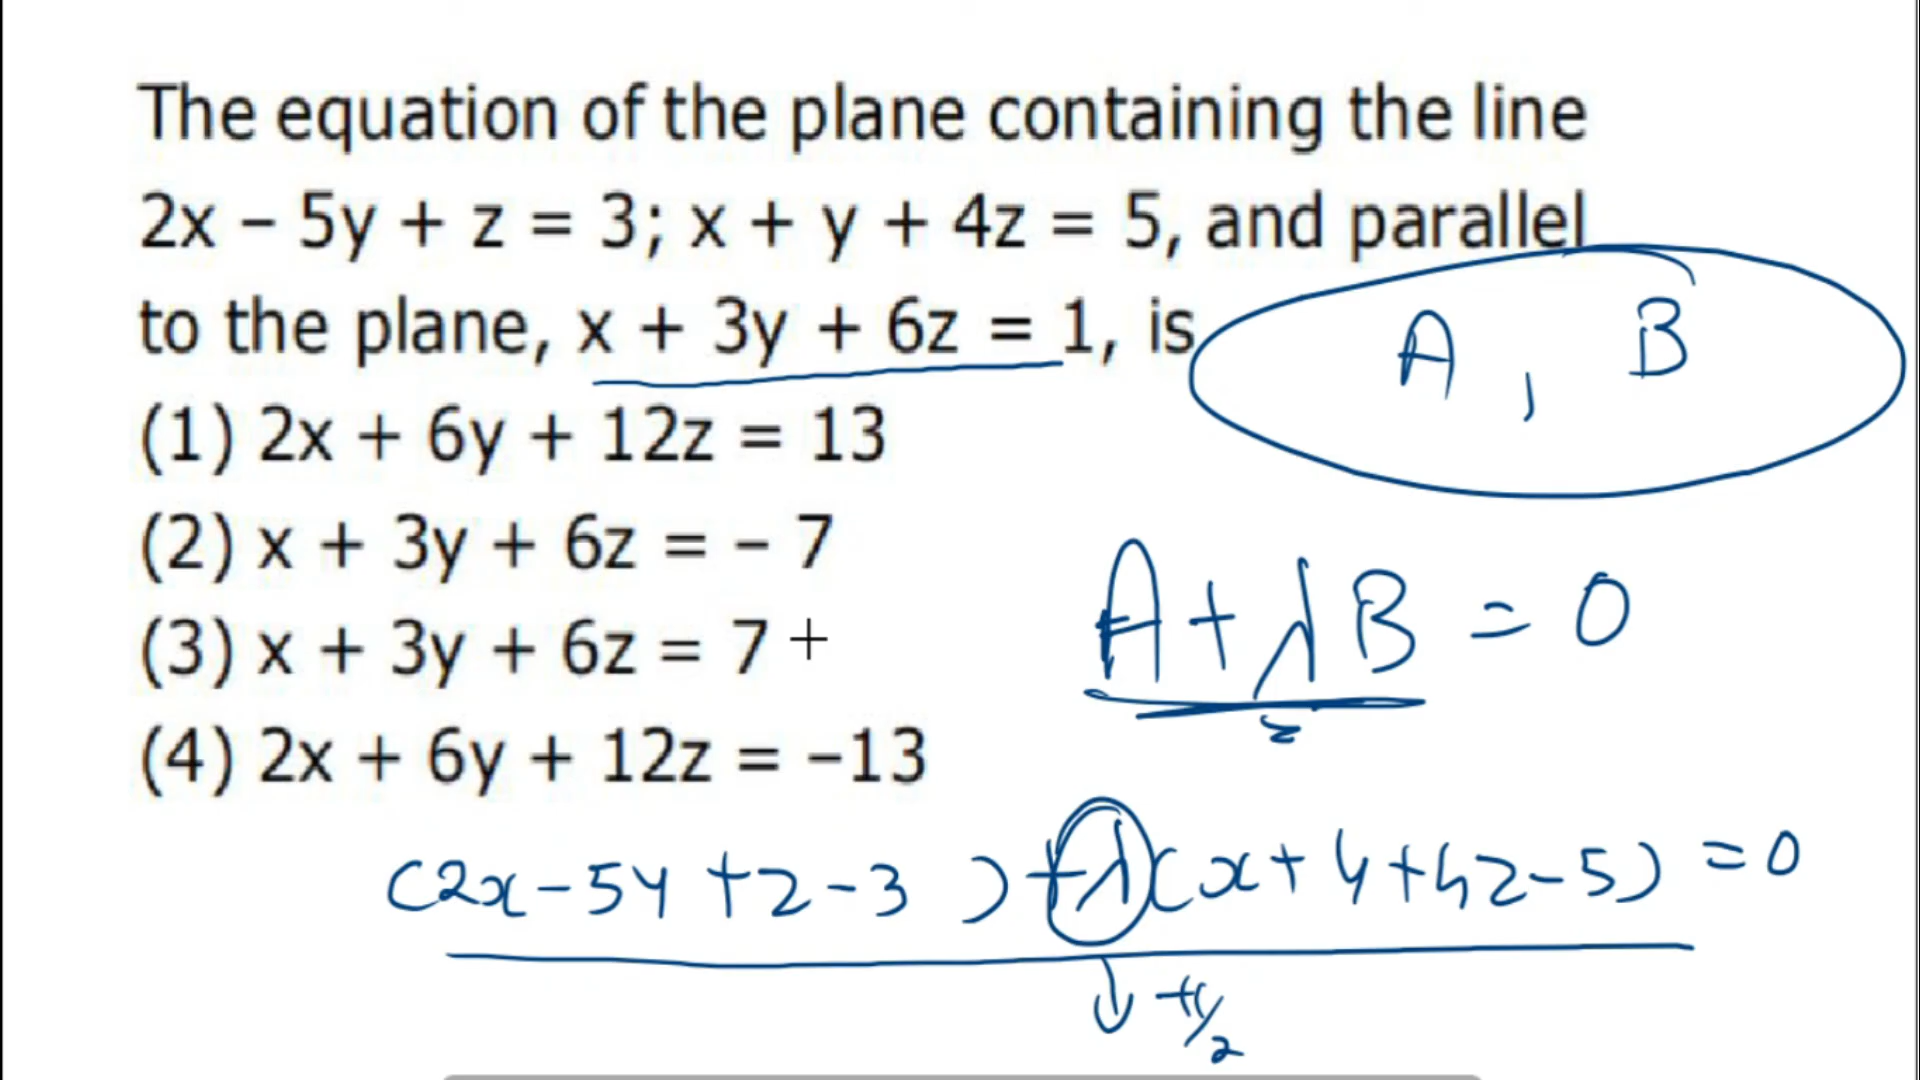 The equation of the plane containing the line
2x – 5y + z = 3; x + y + 4z = 5, and parallel
to the plane, x + 3y + 6z = 1, is
A , B
(1) 2x + 6y + 12z = 13
(2) x + 3y + 6z = – 7
A + λB = 0
(3) x + 3y + 6z = 7
(4) 2x + 6y + 12z = –13
(2x – 5y + z – 3) + λ(x + y + 4z – 5) = 0